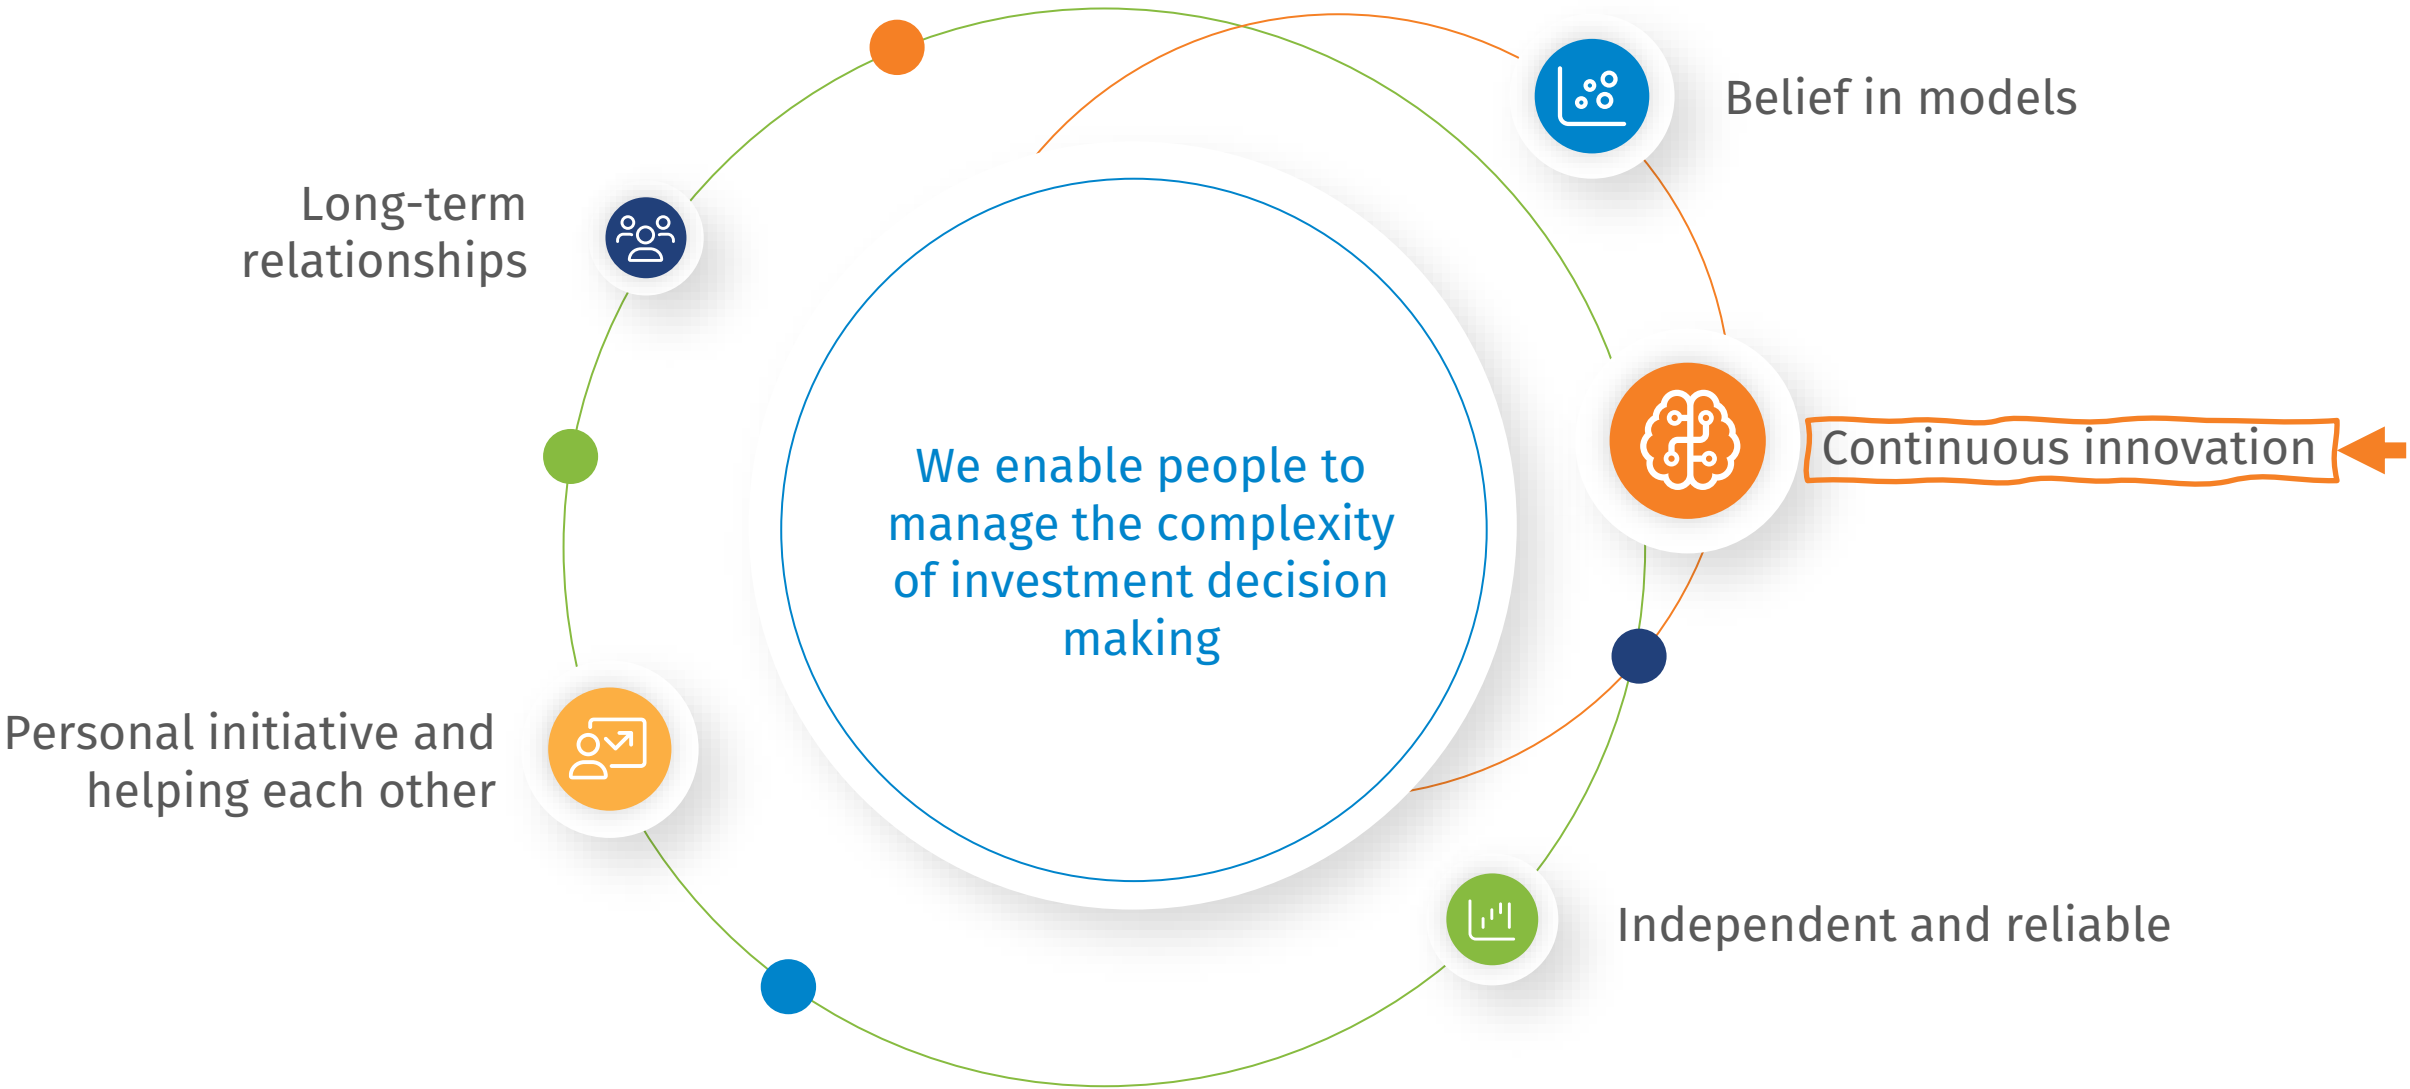 Belief in models
Long-term
relationships
Continuous innovation
We enable people to
manage the complexity
of investment decision
making
Personal initiative and
helping each other
Independent and reliable